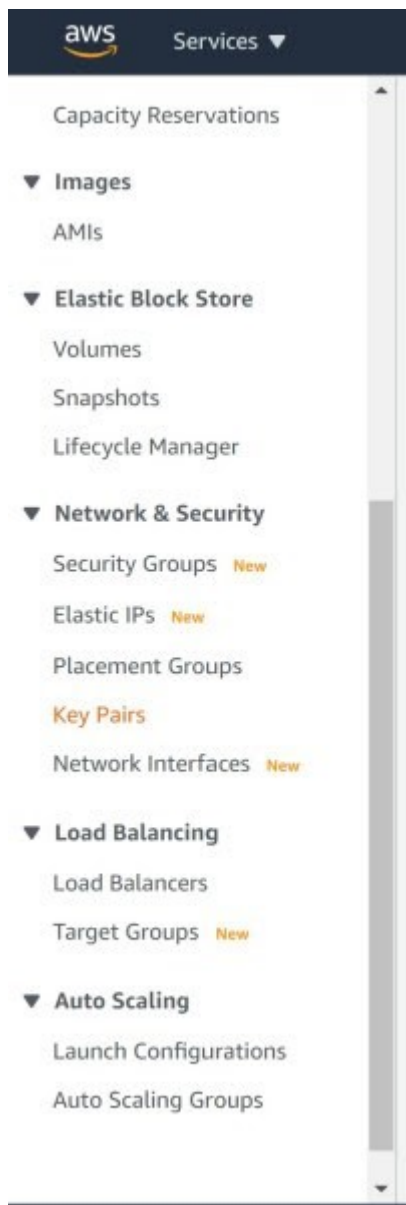 aws Services ▼
Capacity Reservations
▼ Images
AMIs
▼ Elastic Block Store
Volumes
Snapshots
Lifecycle Manager
▼ Network & Security
Security Groups New
Elastic IPs New
Placement Groups
Key Pairs
Network Interfaces New
▼ Load Balancing
Load Balancers
Target Groups New
▼ Auto Scaling
Launch Configurations
Auto Scaling Groups